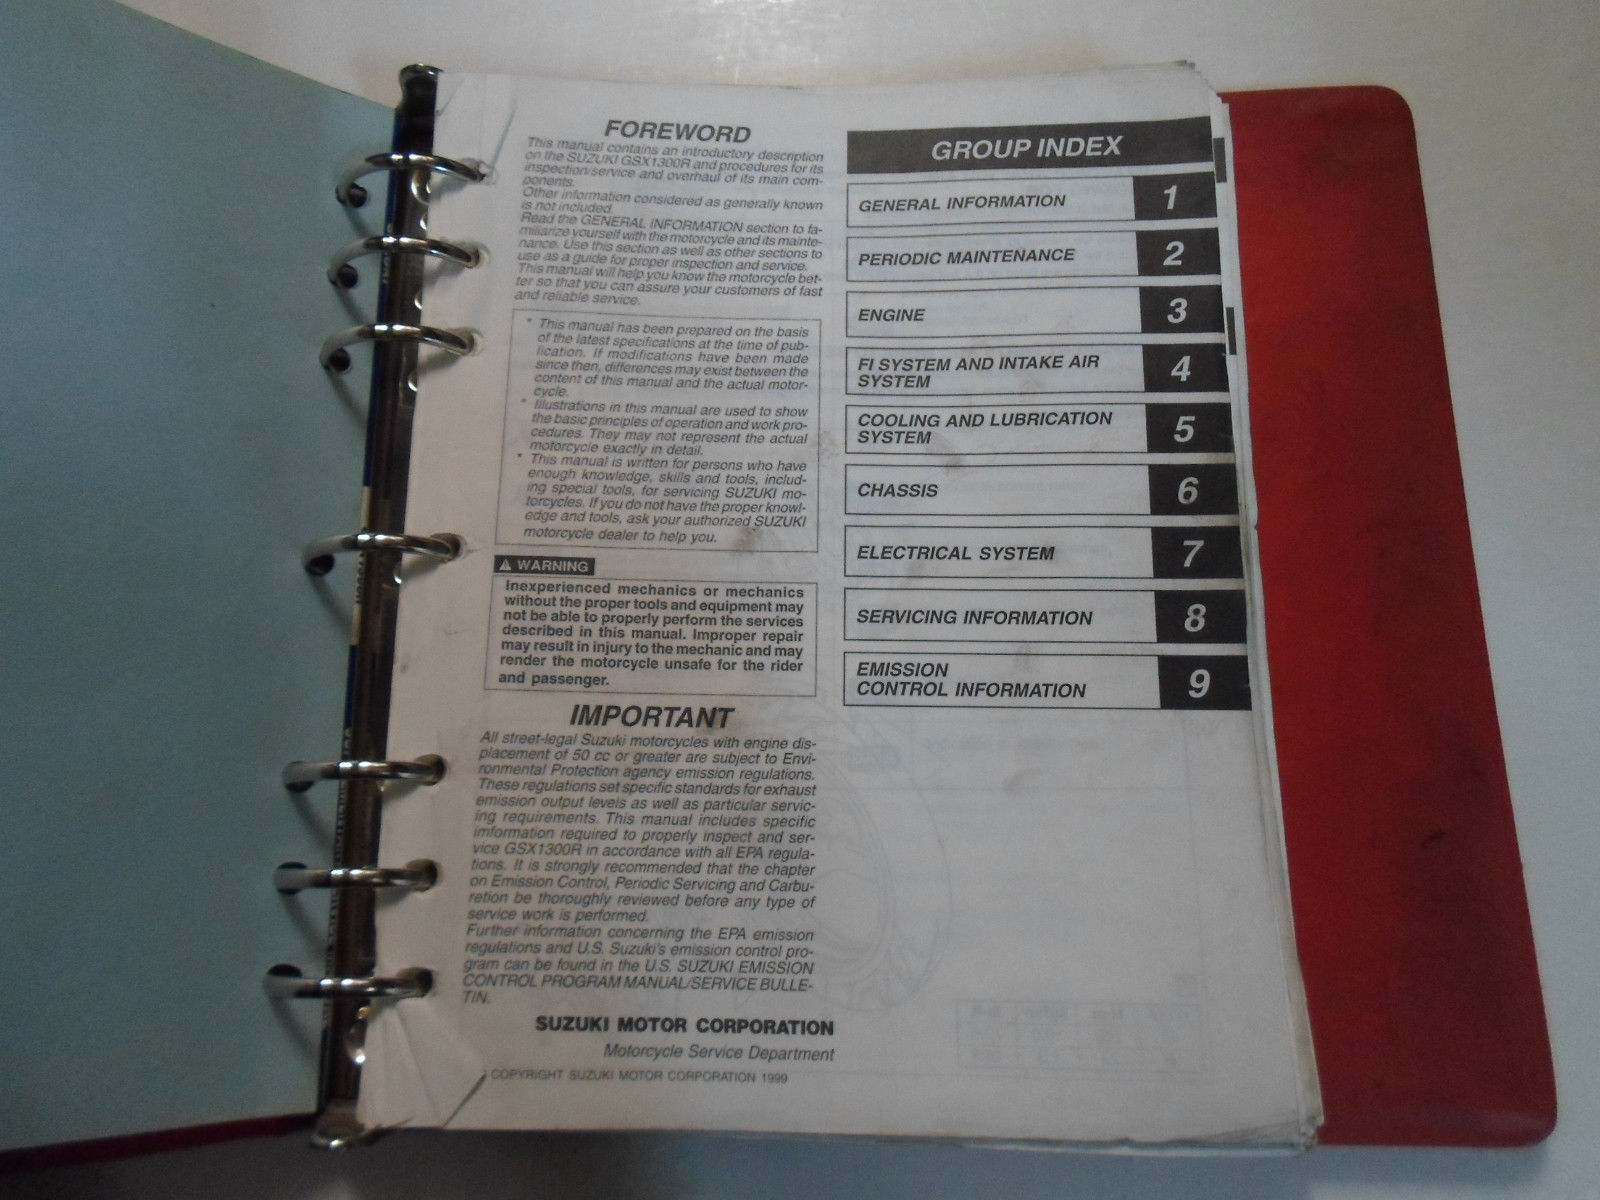 FOREWORD
This manual contains an introductory description
on the SUZUKI GSX1300R and procedures for its
inspection/service and overhaul of its main com-
ponents.
Other information considered as generally known
is not included.
Read the GENERAL INFORMATION section to fa-
miliarize yourself with the motorcycle and its mainte-
nance. Use this section as well as other sections to
use as a guide for proper inspection and service.
This manual will help you know the motorcycle bet-
ter so that you can assure your customers of fast
and reliable service.
* This manual has been prepared on the basis
of the latest specifications at the time of pub-
lication. If modifications have been made
since then, differences may exist between the
content of this manual and the actual motor-
cycle.
* Illustrations in this manual are used to show
the basic principles of operation and work pro-
cedures. They may not represent the actual
motorcycle exactly in detail.
* This manual is written for persons who have
enough knowledge, skills and tools, includ-
ing special tools, for servicing SUZUKI mo-
torcycles. If you do not have the proper knowl-
edge and tools, ask your authorized SUZUKI
motorcycle dealer to help you.
⚠ WARNING
Inexperienced mechanics or mechanics
without the proper tools and equipment may
not be able to properly perform the services
described in this manual. Improper repair
may result in injury to the mechanic and may
render the motorcycle unsafe for the rider
and passenger.
IMPORTANT
All street-legal Suzuki motorcycles with engine dis-
placement of 50 cc or greater are subject to Envi-
ronmental Protection agency emission regulations.
These regulations set specific standards for exhaust
emission output levels as well as particular servic-
ing requirements. This manual includes specific
imformation required to properly inspect and ser-
vice GSX1300R in accordance with all EPA regula-
tions. It is strongly recommended that the chapter
on Emission Control, Periodic Servicing and Carbu-
retion be thoroughly reviewed before any type of
service work is performed.
Further information concerning the EPA emission
regulations and U.S. Suzuki's emission control pro-
gram can be found in the U.S. SUZUKI EMISSION
CONTROL PROGRAM MANUAL/SERVICE BULLE-
TIN.
SUZUKI MOTOR CORPORATION
Motorcycle Service Department
COPYRIGHT SUZUKI MOTOR CORPORATION 1999
GROUP INDEX
GENERAL INFORMATION 1
PERIODIC MAINTENANCE 2
ENGINE 3
FI SYSTEM AND INTAKE AIR
SYSTEM 4
COOLING AND LUBRICATION
SYSTEM 5
CHASSIS 6
ELECTRICAL SYSTEM 7
SERVICING INFORMATION 8
EMISSION
CONTROL INFORMATION 9